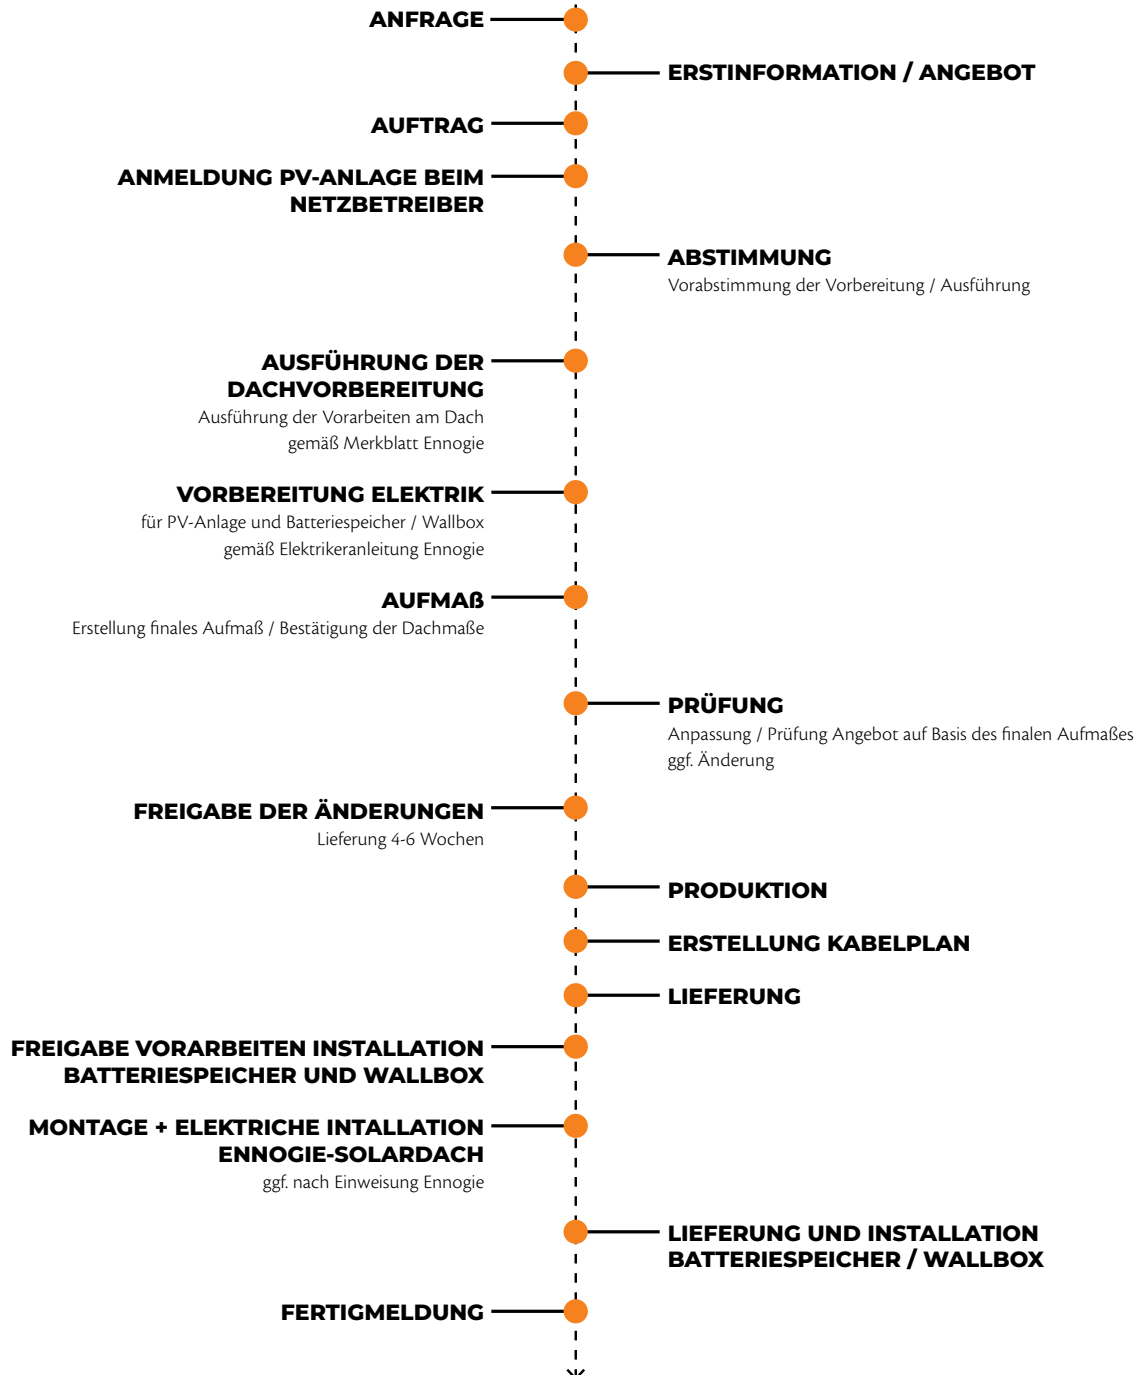 ANFRAGE
ERSTINFORMATION / ANGEBOT
AUFTRAG
ANMELDUNG PV-ANLAGE BEIM
NETZBETREIBER
ABSTIMMUNG
Vorabstimmung der Vorbereitung / Ausführung
AUSFÜHRUNG DER
DACHVORBEREITUNG
Ausführung der Vorarbeiten am Dach
gemäß Merkblatt Ennogie
VORBEREITUNG ELEKTRIK
für PV-Anlage und Batteriespeicher / Wallbox
gemäß Elektrikeranleitung Ennogie
AUFMAß
Erstellung finales Aufmaß / Bestätigung der Dachmaße
PRÜFUNG
Anpassung / Prüfung Angebot auf Basis des finalen Aufmaßes
ggf. Änderung
FREIGABE DER ÄNDERUNGEN
Lieferung 4-6 Wochen
PRODUKTION
ERSTELLUNG KABELPLAN
LIEFERUNG
FREIGABE VORARBEITEN INSTALLATION
BATTERIESPEICHER UND WALLBOX
MONTAGE + ELEKTRICHE INTALLATION
ENNOGIE-SOLARDACH
ggf. nach Einweisung Ennogie
LIEFERUNG UND INSTALLATION
BATTERIESPEICHER / WALLBOX
FERTIGMELDUNG